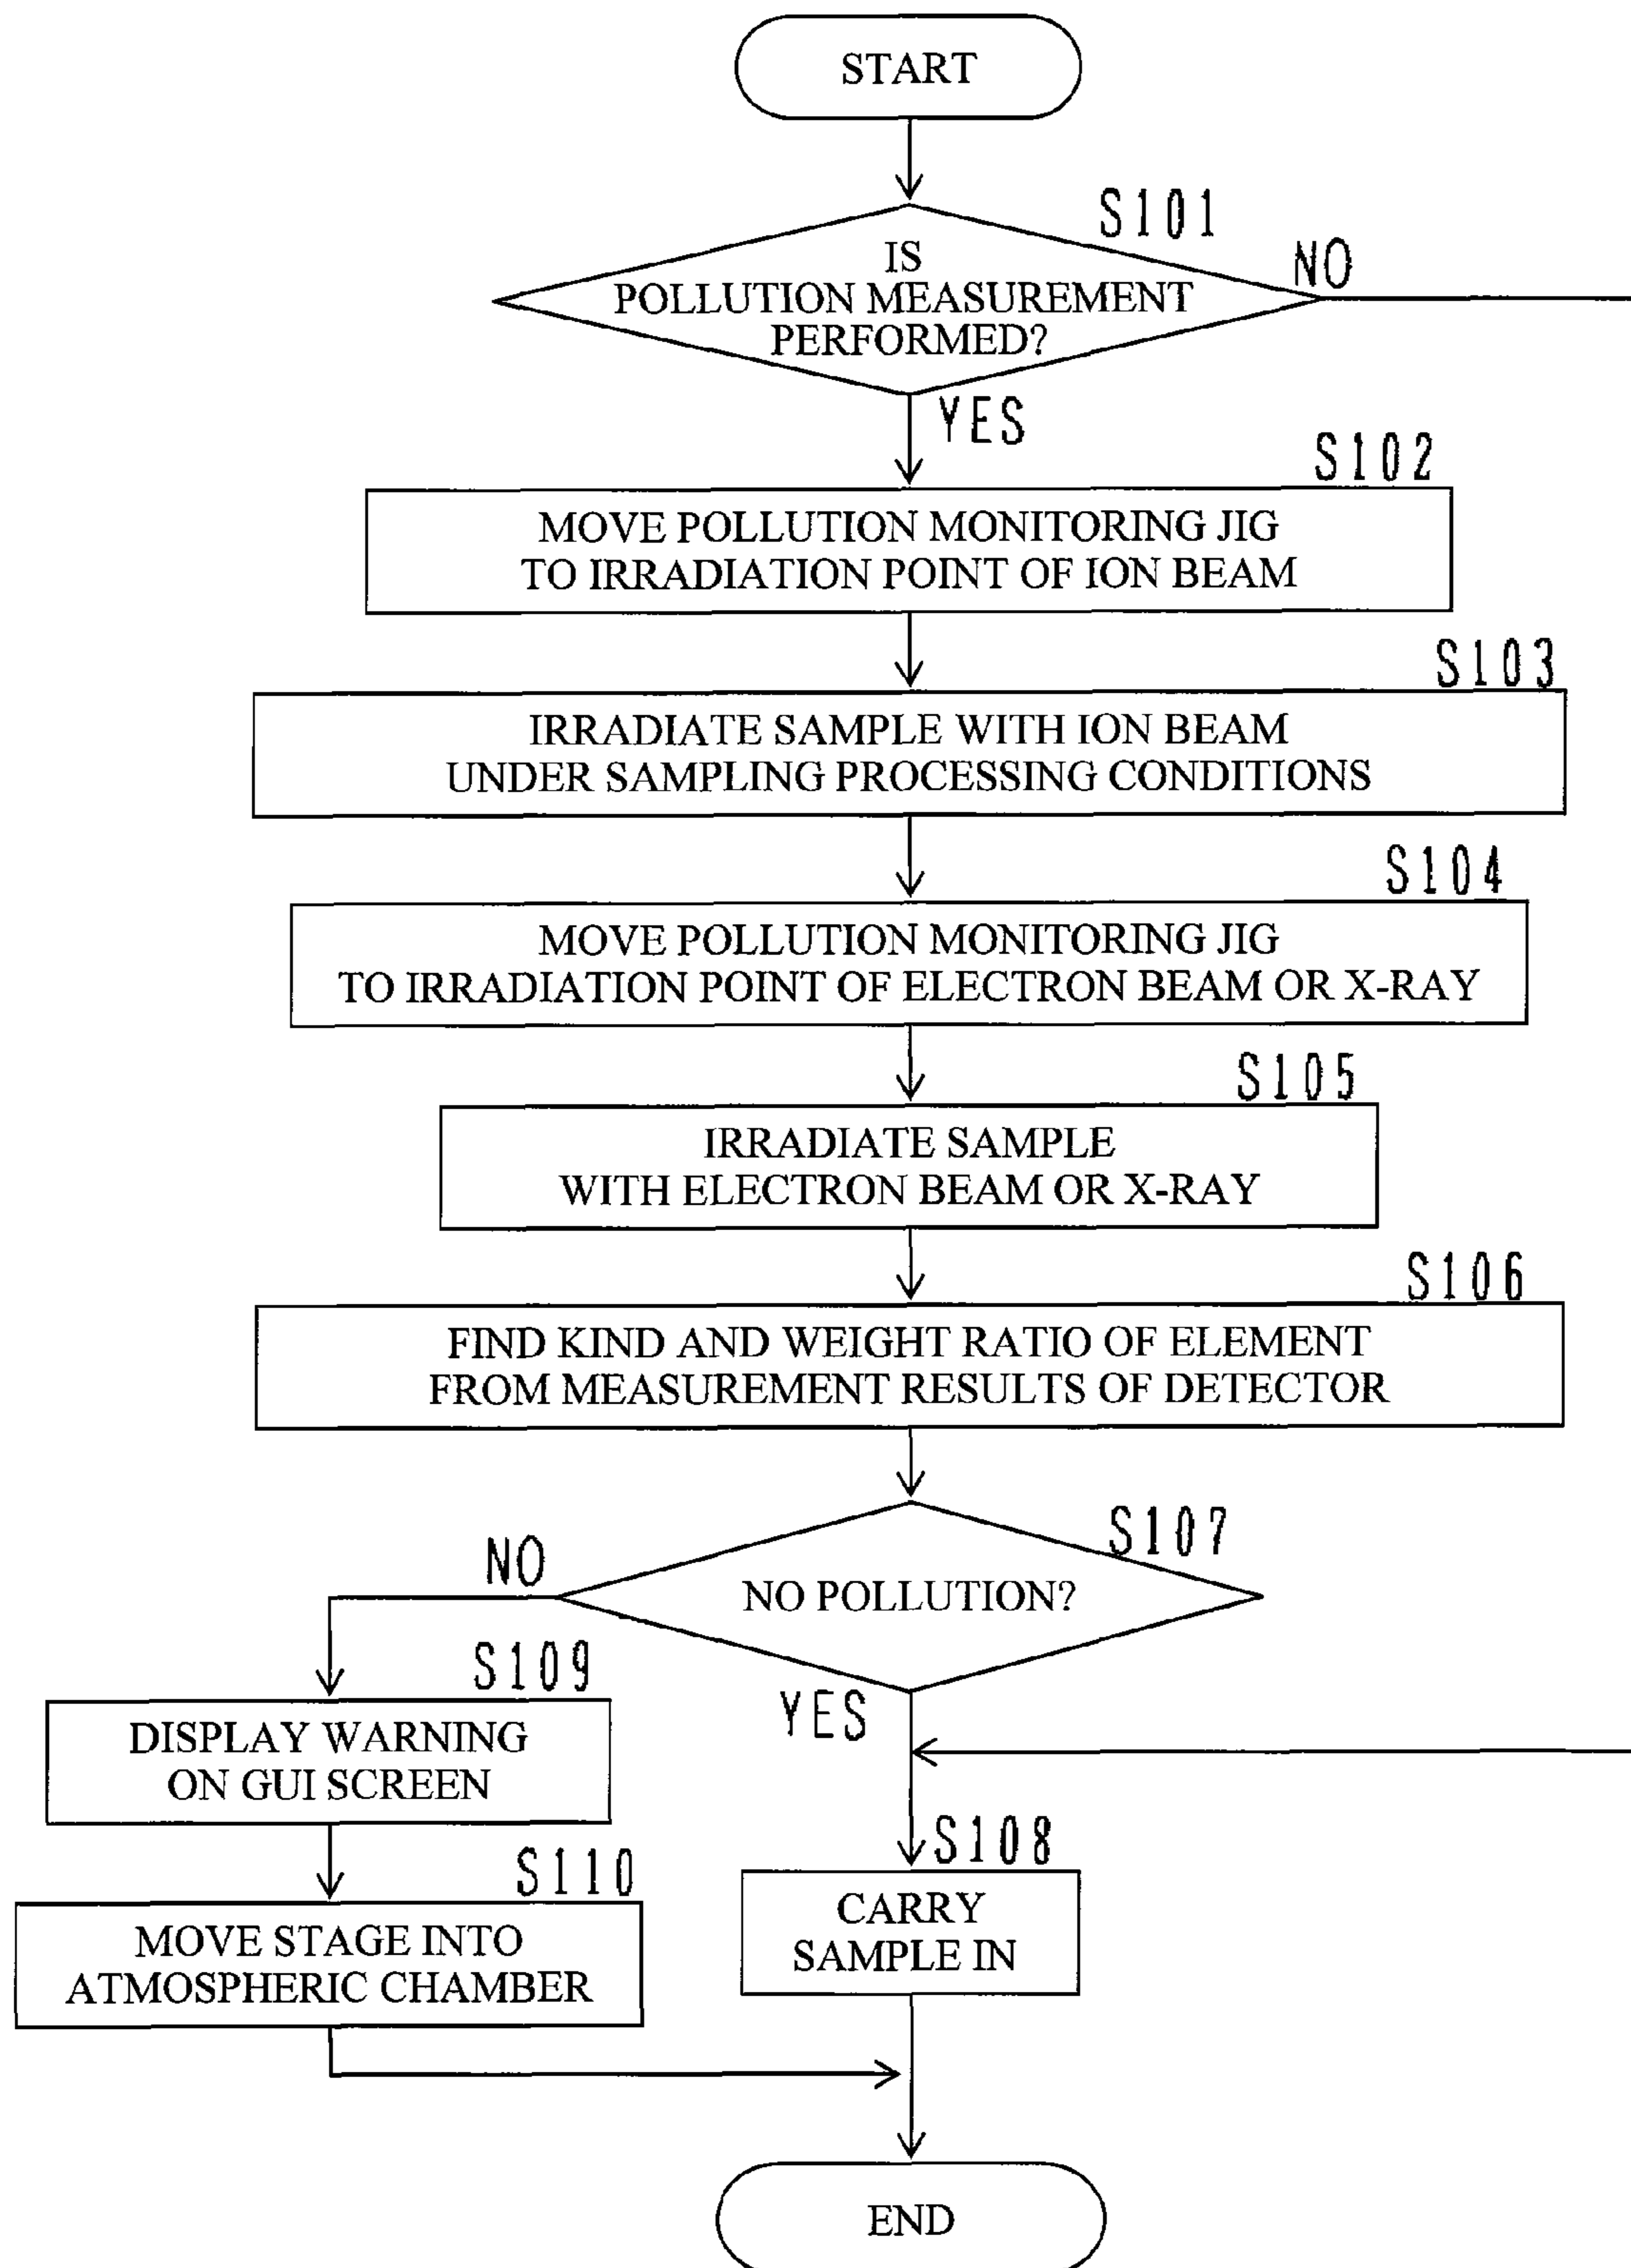 START
S101
IS
POLLUTION MEASUREMENT
PERFORMED?
NO
YES
S102
MOVE POLLUTION MONITORING JIG
TO IRRADIATION POINT OF ION BEAM
S103
IRRADIATE SAMPLE WITH ION BEAM
UNDER SAMPLING PROCESSING CONDITIONS
S104
MOVE POLLUTION MONITORING JIG
TO IRRADIATION POINT OF ELECTRON BEAM OR X-RAY
S105
IRRADIATE SAMPLE
WITH ELECTRON BEAM OR X-RAY
S106
FIND KIND AND WEIGHT RATIO OF ELEMENT
FROM MEASUREMENT RESULTS OF DETECTOR
S107
NO POLLUTION?
NO
YES
S109
DISPLAY WARNING
ON GUI SCREEN
S110
MOVE STAGE INTO
ATMOSPHERIC CHAMBER
S108
CARRY
SAMPLE IN
END